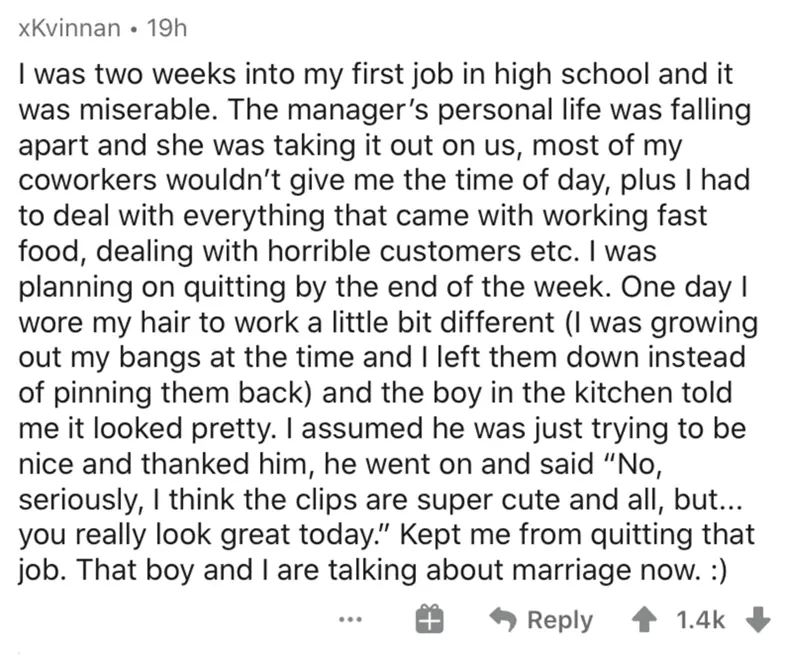 xKvinnan • 19h
I was two weeks into my first job in high school and it
was miserable. The manager's personal life was falling
apart and she was taking it out on us, most of my
coworkers wouldn't give me the time of day, plus I had
to deal with everything that came with working fast
food, dealing with horrible customers etc. I was
planning on quitting by the end of the week. One day I
wore my hair to work a little bit different (I was growing
out my bangs at the time and I left them down instead
of pinning them back) and the boy in the kitchen told
me it looked pretty. I assumed he was just trying to be
nice and thanked him, he went on and said “No,
seriously, I think the clips are super cute and all, but...
you really look great today.” Kept me from quitting that
job. That boy and I are talking about marriage now. :)
... Reply 1.4k